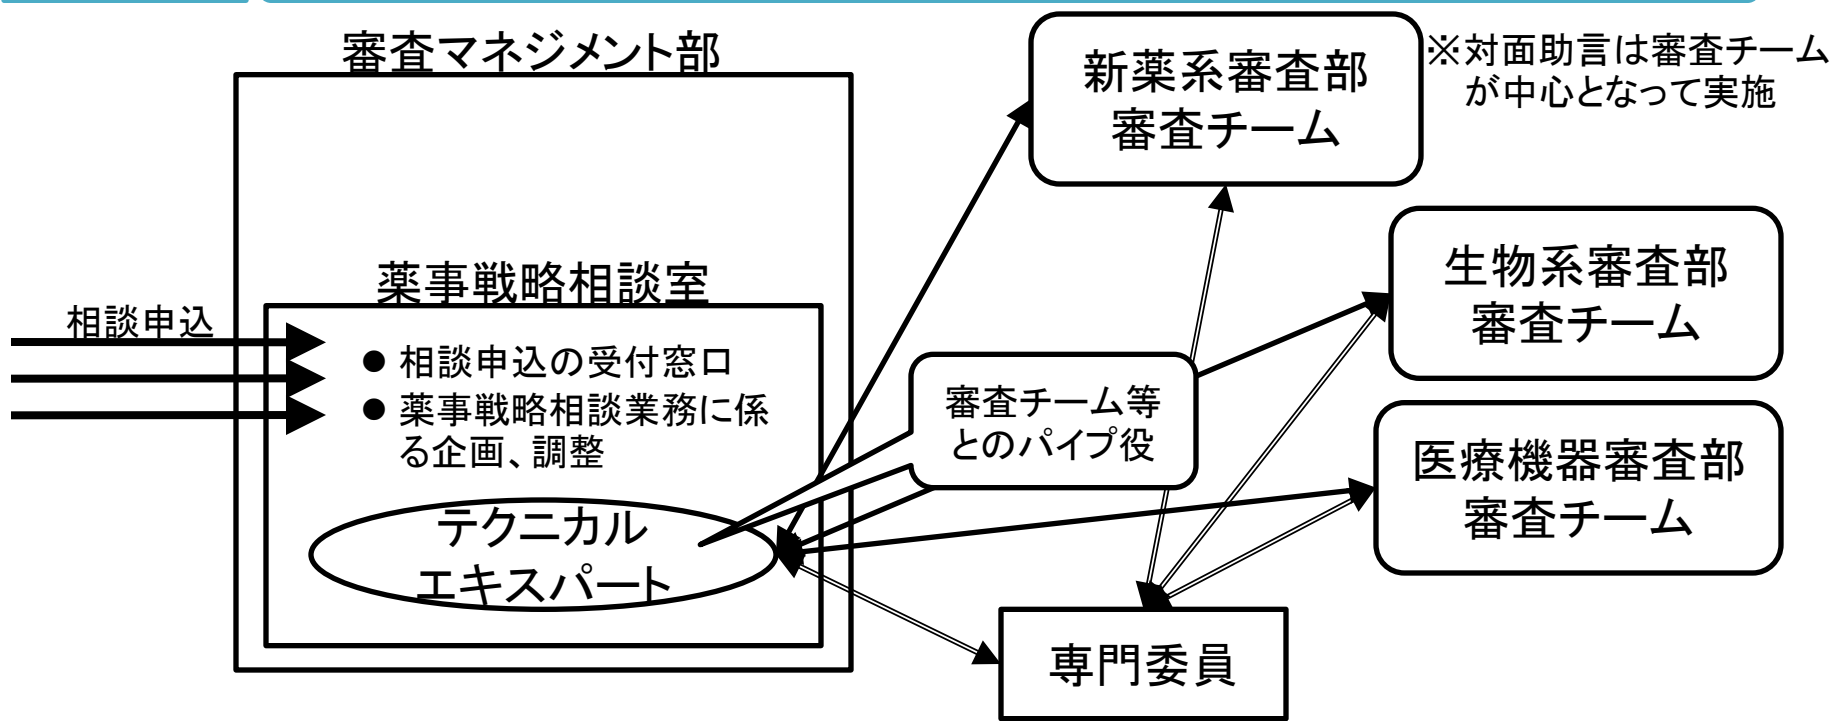 審査マネジメント部
新薬系審査部
審査チーム
※対面助言は審査チーム
が中心となって実施
薬事戦略相談室
生物系審査部
審査チーム
相談申込
● 相談申込の受付窓口
● 薬事戦略相談業務に係
る企画、調整
審査チーム等
とのパイプ役
医療機器審査部
審査チーム
テクニカル
エキスパート
専門委員